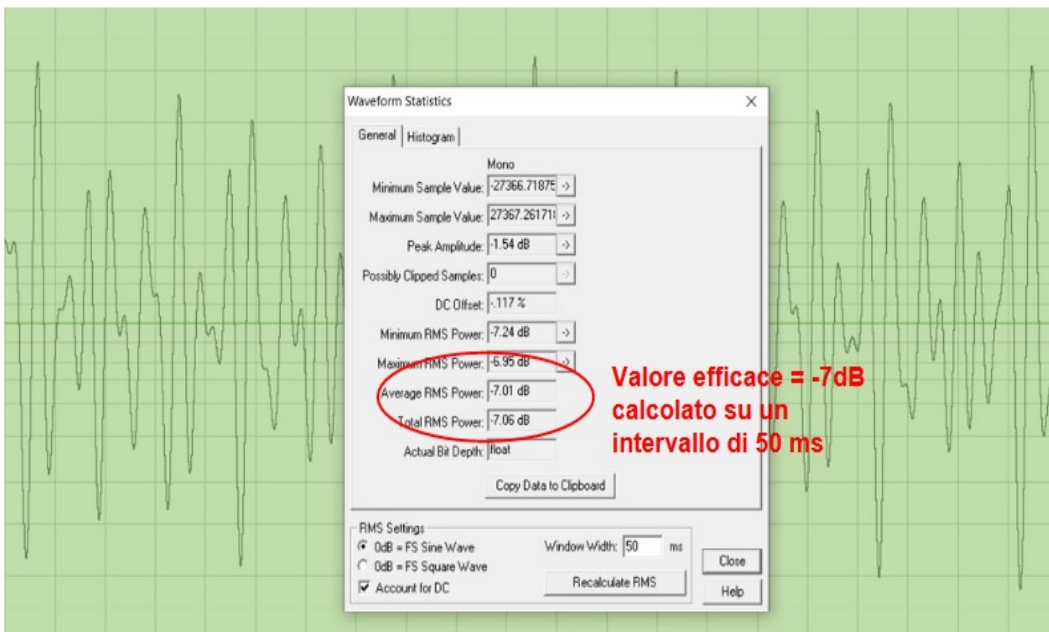 Waveform Statistics
General Histogram
Mono
Minimum Sample Value: -27366.71875 ->
Maximum Sample Value: 27367.26171 ->
Peak Amplitude: -1.54 dB ->
Possibly Clipped Samples: 0 ->
DC Offset: -.117 %
Minimum RMS Power: -7.24 dB ->
Maximum RMS Power: -6.95 dB ->
Average RMS Power: -7.01 dB
Total RMS Power: -7.06 dB
Actual Bit Depth: float
Copy Data to Clipboard
Valore efficace = -7dB
calcolato su un
intervallo di 50 ms
RMS Settings
0dB = FS Sine Wave
0dB = FS Square Wave
Account for DC
Window Width: 50 ms
Recalculate RMS
Close
Help